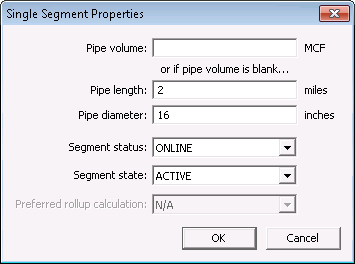 Single Segment Properties
Pipe volume: MCF
or if pipe volume is blank...
Pipe length: 2 miles
Pipe diameter: 16 inches
Segment status: ONLINE
Segment state: ACTIVE
Preferred rollup calculation: N/A
OK Cancel